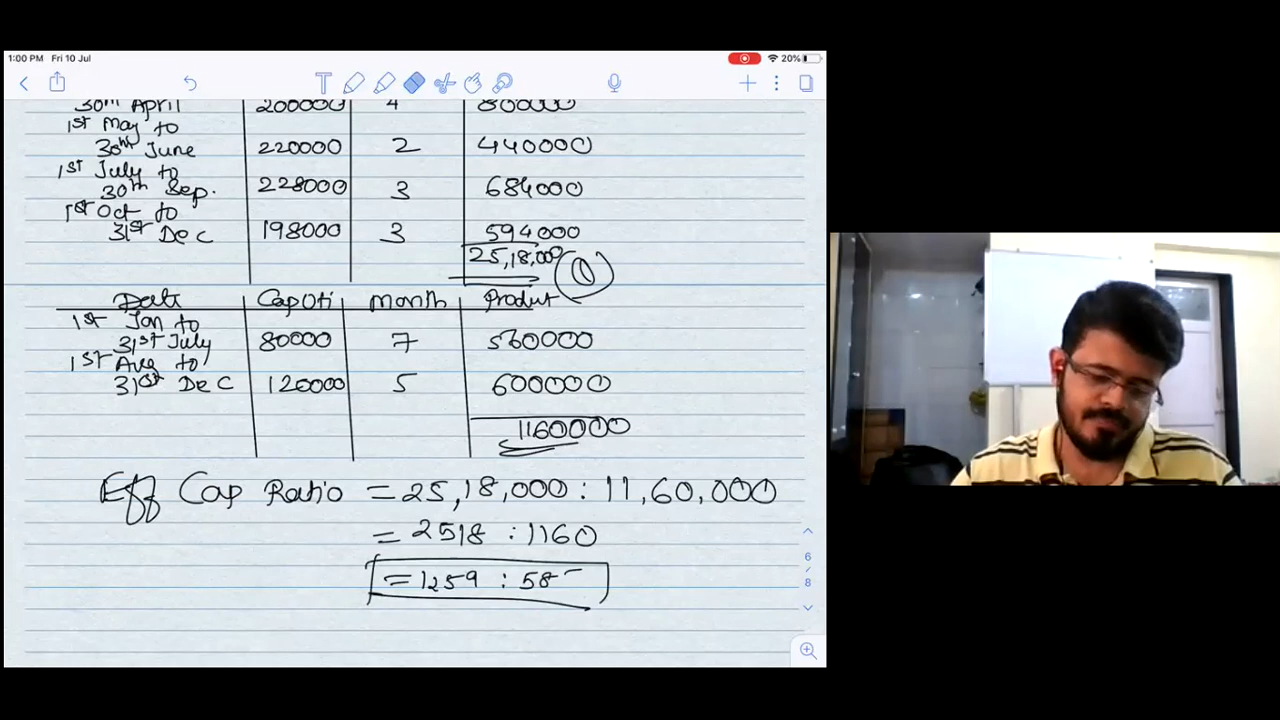 1:00 PM Fri 10 Jul
20%
30th April 200000 4 800000
1st May to
30th June 220000 2 440000
1st July to
30th Sep. 228000 3 684000
1st Oct to
31st Dec 198000 3 594000
25,18,000 1
Date Capital Month Product
1st Jan to
31st July 80000 7 560000
1st Aug to
31st Dec 120000 5 600000
1160000
Eff Cap Ratio = 25,18,000 : 11,60,000
= 2518 : 1160
= 1259 : 58
6
/
8